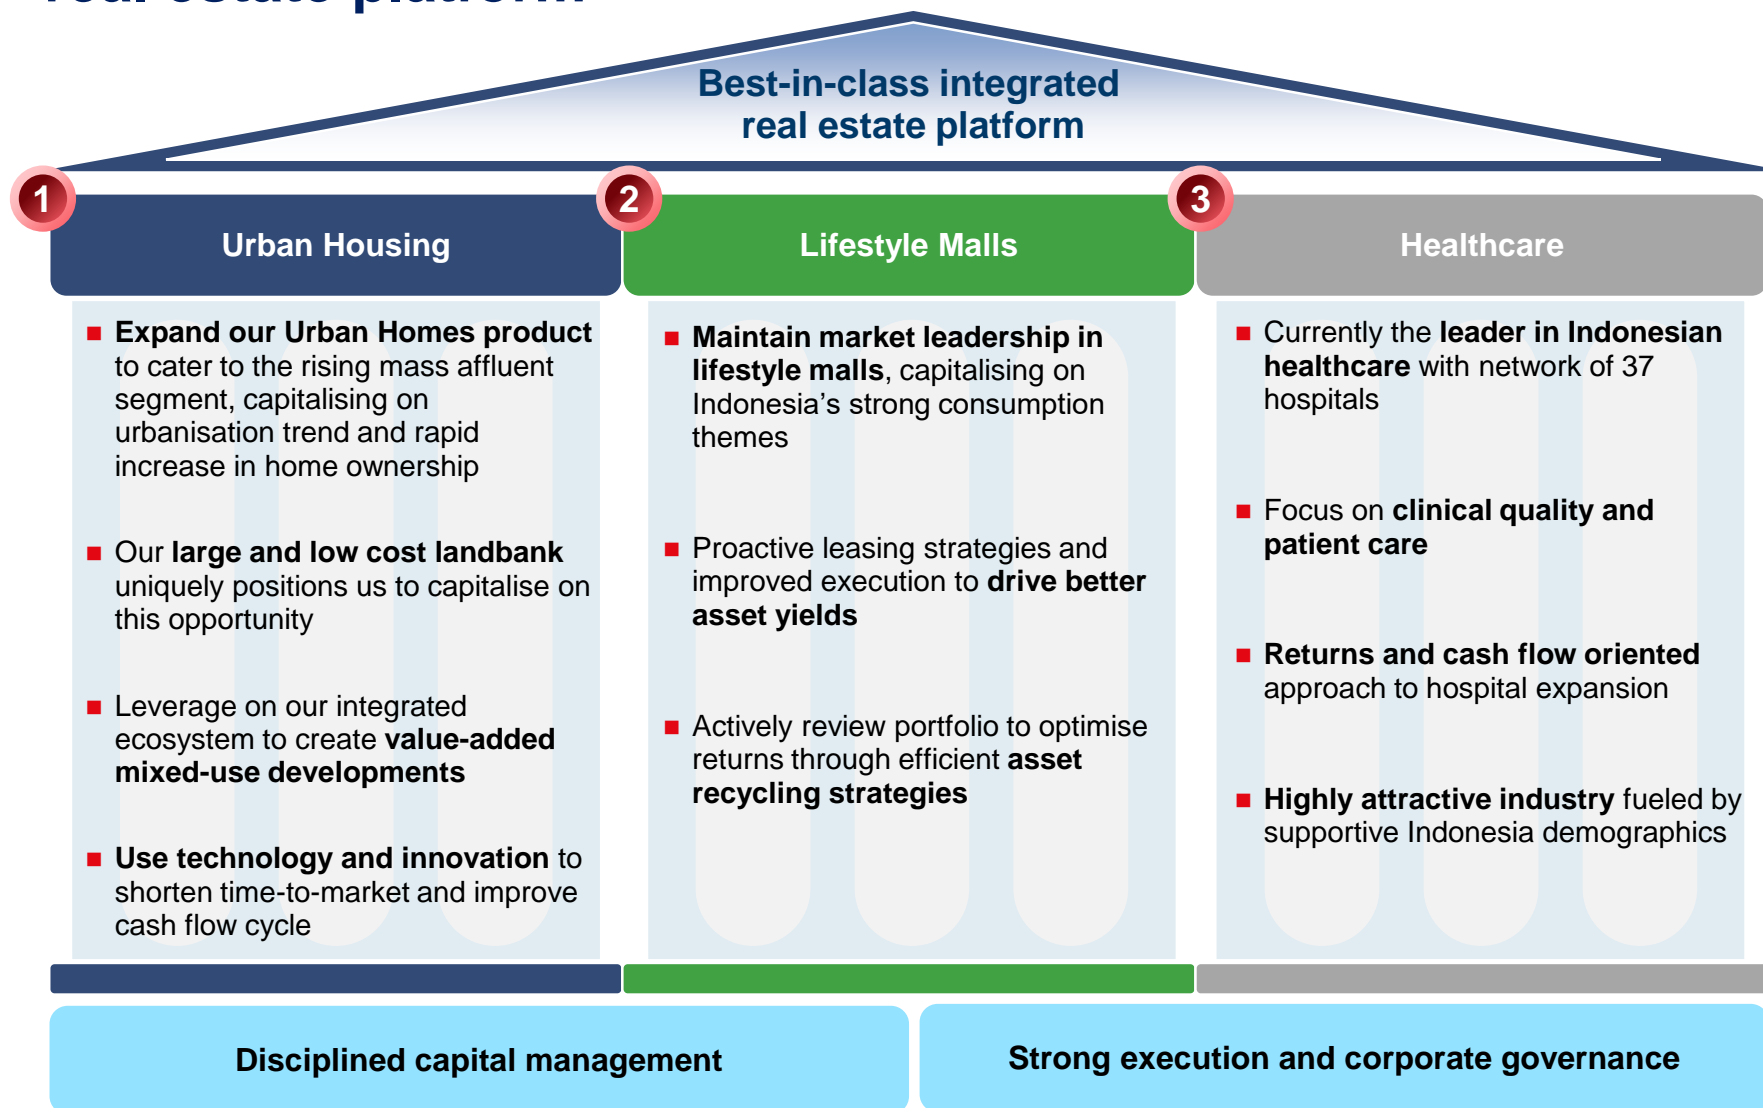 real estate platform
Best-in-class integrated
real estate platform
1
Urban Housing
■ Expand our Urban Homes product
to cater to the rising mass affluent
segment, capitalising on
urbanisation trend and rapid
increase in home ownership
■ Our large and low cost landbank
uniquely positions us to capitalise on
this opportunity
■ Leverage on our integrated
ecosystem to create value-added
mixed-use developments
■ Use technology and innovation to
shorten time-to-market and improve
cash flow cycle
2
Lifestyle Malls
■ Maintain market leadership in
lifestyle malls, capitalising on
Indonesia's strong consumption
themes
■ Proactive leasing strategies and
improved execution to drive better
asset yields
■ Actively review portfolio to optimise
returns through efficient asset
recycling strategies
3
Healthcare
■ Currently the leader in Indonesian
healthcare with network of 37
hospitals
■ Focus on clinical quality and
patient care
■ Returns and cash flow oriented
approach to hospital expansion
■ Highly attractive industry fueled by
supportive Indonesia demographics
Disciplined capital management
Strong execution and corporate governance